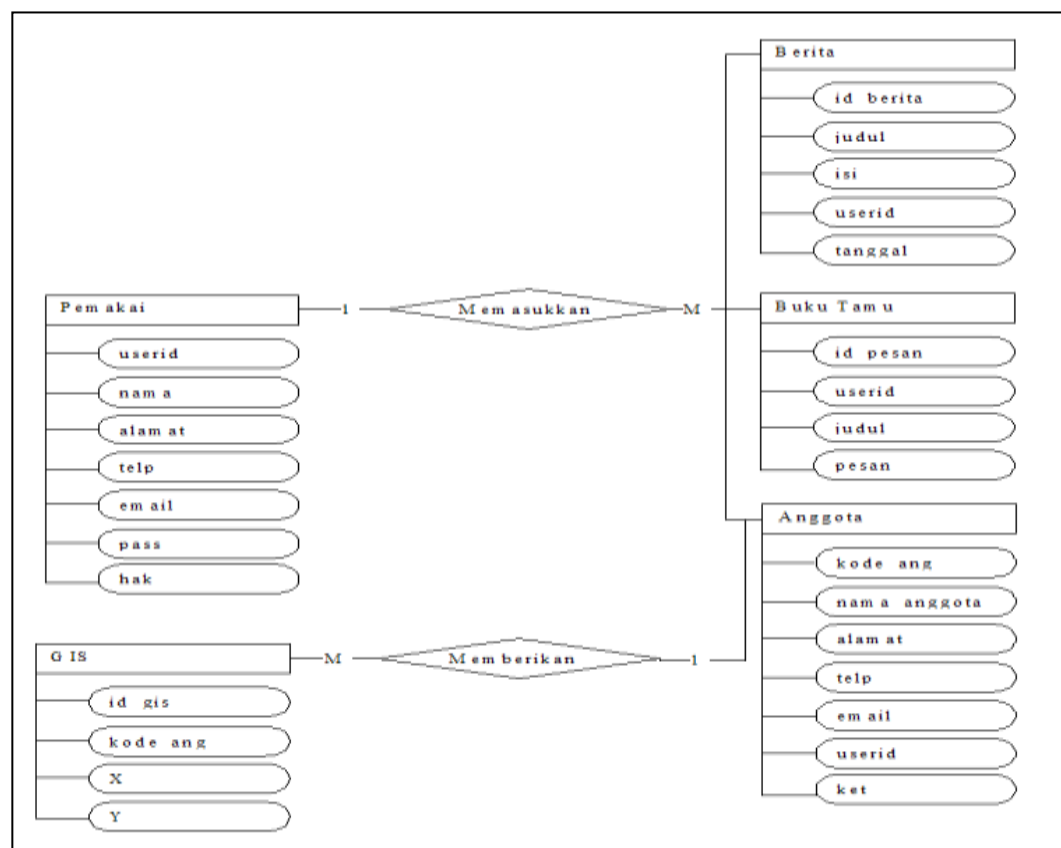 Berita
id berita
judul
isi
userid
tanggal
Pemakai
1
Memasukkan
M
Buku Tamu
userid
nama
alamat
telp
email
pass
hak
id pesan
userid
judul
pesan
Anggota
kode ang
nama anggota
alamat
telp
email
userid
ket
GIS
M
Memberikan
1
id gis
kode ang
X
Y